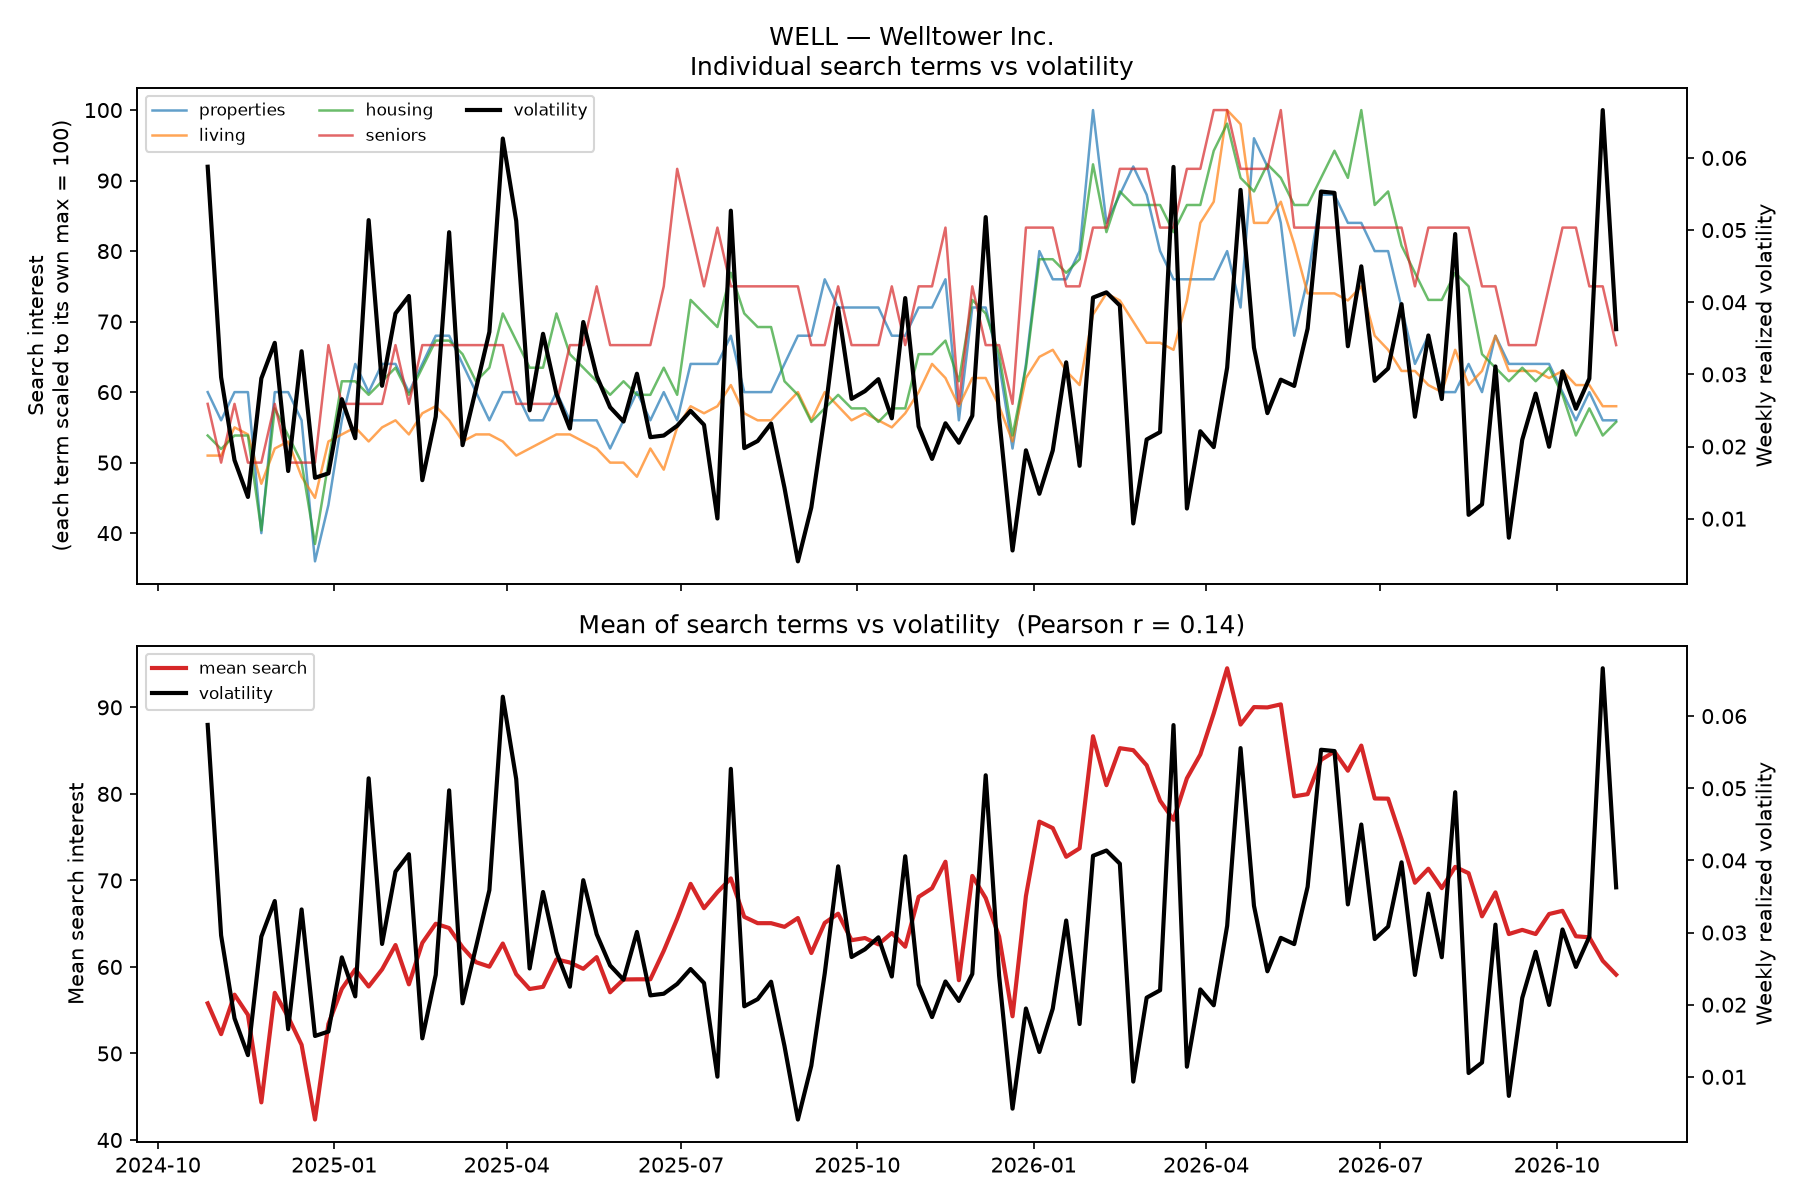 WELL — Welltower Inc.
Individual search terms vs volatility
properties
living
housing
seniors
volatility
Search interest
(each term scaled to its own max = 100)
100
90
80
70
60
50
40
0.06
0.05
0.04
0.03
0.02
0.01
Weekly realized volatility
Mean of search terms vs volatility (Pearson r = 0.14)
mean search
volatility
Mean search interest
90
80
70
60
50
40
0.06
0.05
0.04
0.03
0.02
0.01
Weekly realized volatility
2024-10 2025-01 2025-04 2025-07 2025-10 2026-01 2026-04 2026-07 2026-10